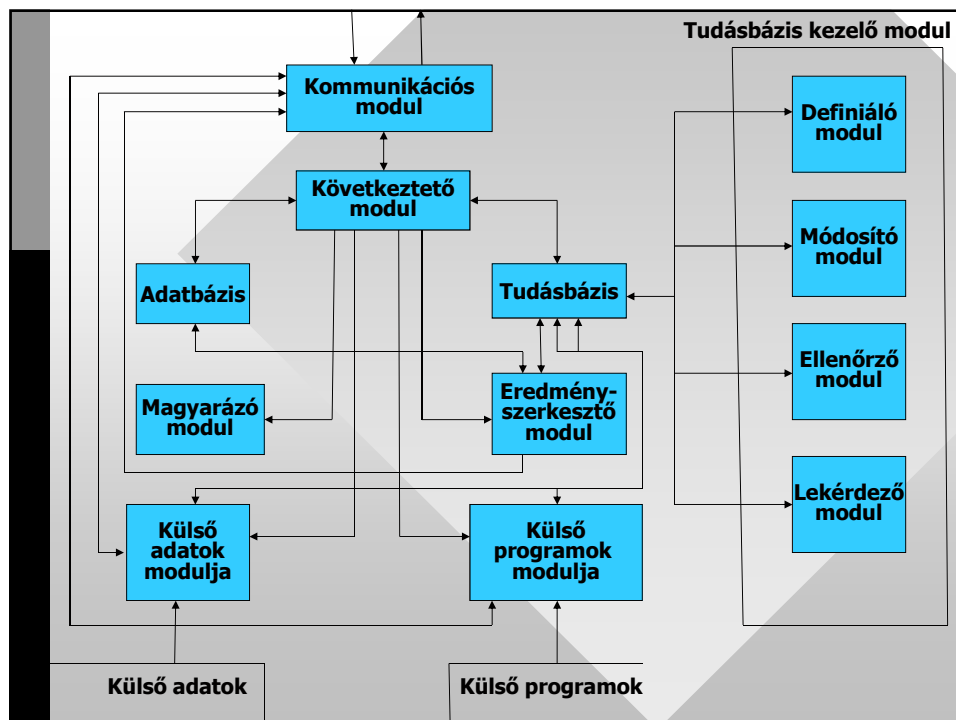 Tudásbázis kezelő modul
Kommunikációs
modul
Definiáló
modul
Következtető
modul
Módosító
modul
Adatbázis
Tudásbázis
Ellenőrző
modul
Magyarázó
modul
Eredmény-
szerkesztő
modul
Lekérdező
modul
Külső
adatok
modulja
Külső
programok
modulja
Külső adatok
Külső programok